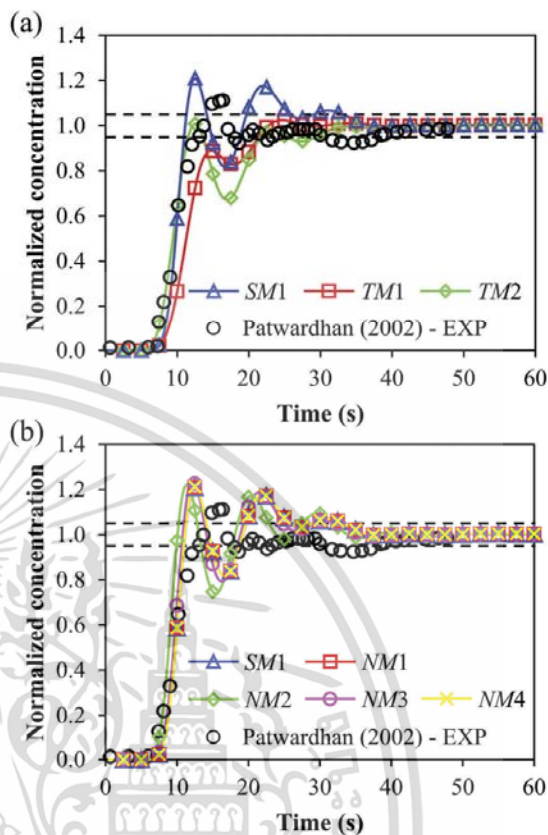 (a)
1.4
1.2
1.0
0.8
0.6
0.4
0.2
0.0
Normalized concentration
SM1 TM1 TM2
Patwardhan (2002) - EXP
0 10 20 30 40 50 60
Time (s)
(b)
1.4
1.2
1.0
0.8
0.6
0.4
0.2
0.0
Normalized concentration
SM1 NM1
NM2 NM3 NM4
Patwardhan (2002) - EXP
0 10 20 30 40 50 60
Time (s)